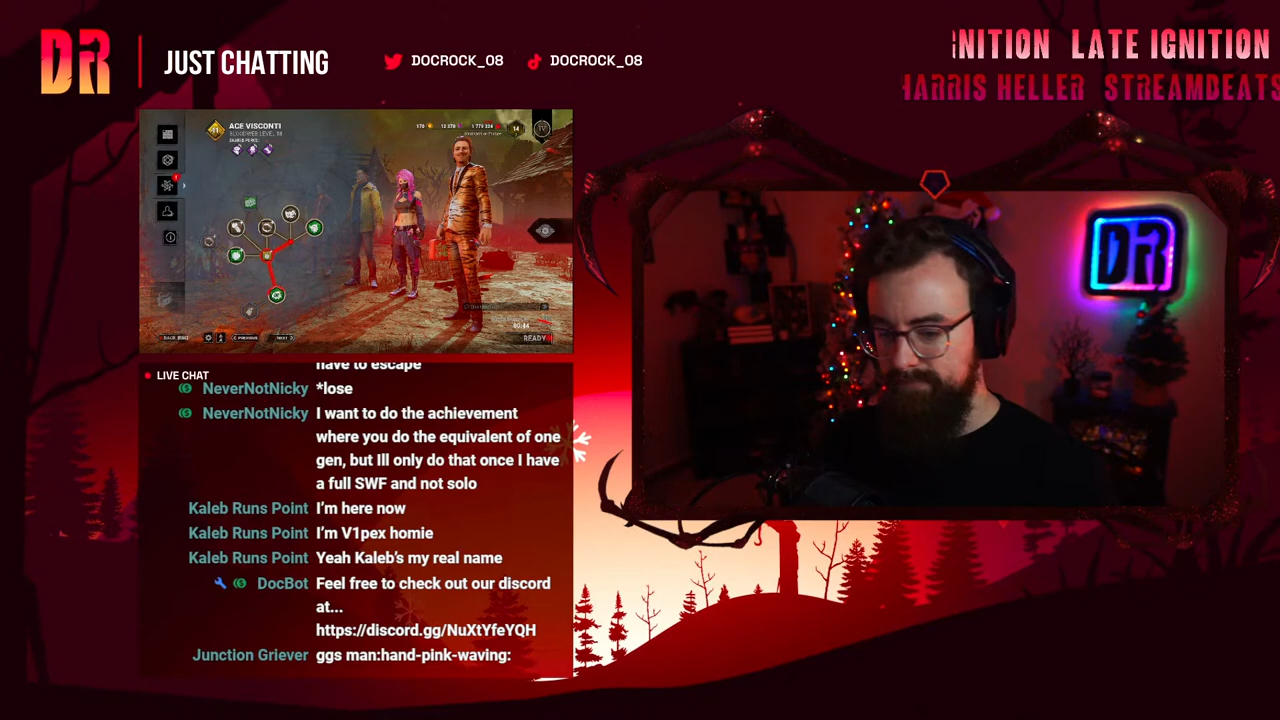 DR
JUST CHATTING
DOCROCK_08
DOCROCK_08
NITION LATE IGNITION
HARRIS HELLER STREAMDEATS
ACE VISCONTI
14
IV
READY
have to escape
LIVE CHAT
NeverNotNicky *lose
NeverNotNicky I want to do the achievement
where you do the equivalent of one
gen, but Ill only do that once I have
a full SWF and not solo
Kaleb Runs Point I'm here now
Kaleb Runs Point I'm V1pex homie
Kaleb Runs Point Yeah Kaleb's my real name
DocBot Feel free to check out our discord
at...
https://discord.gg/NuXtYfeYQH
Junction Griever ggs man:hand-pink-waving:
DR